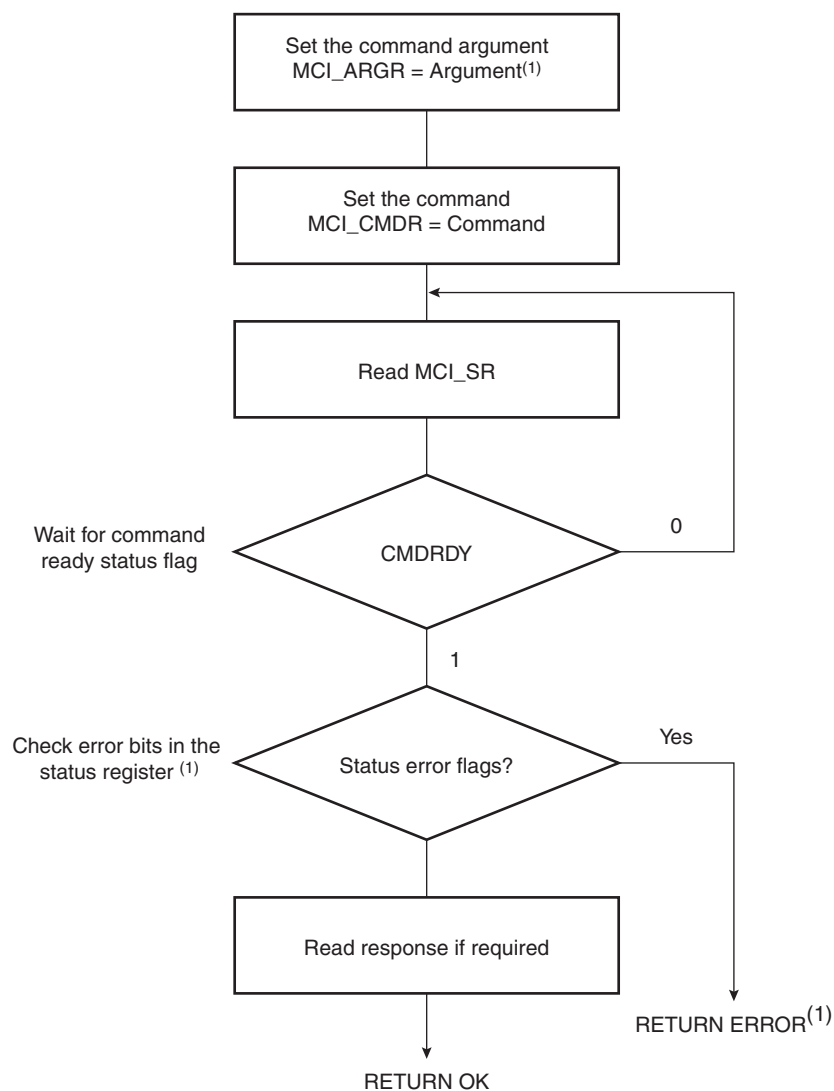 Set the command argument
MCI_ARGR = Argument(1)
Set the command
MCI_CMDR = Command
Read MCI_SR
Wait for command
ready status flag
CMDRDY
0
1
Check error bits in the
status register (1)
Status error flags?
Yes
Read response if required
RETURN ERROR(1)
RETURN OK